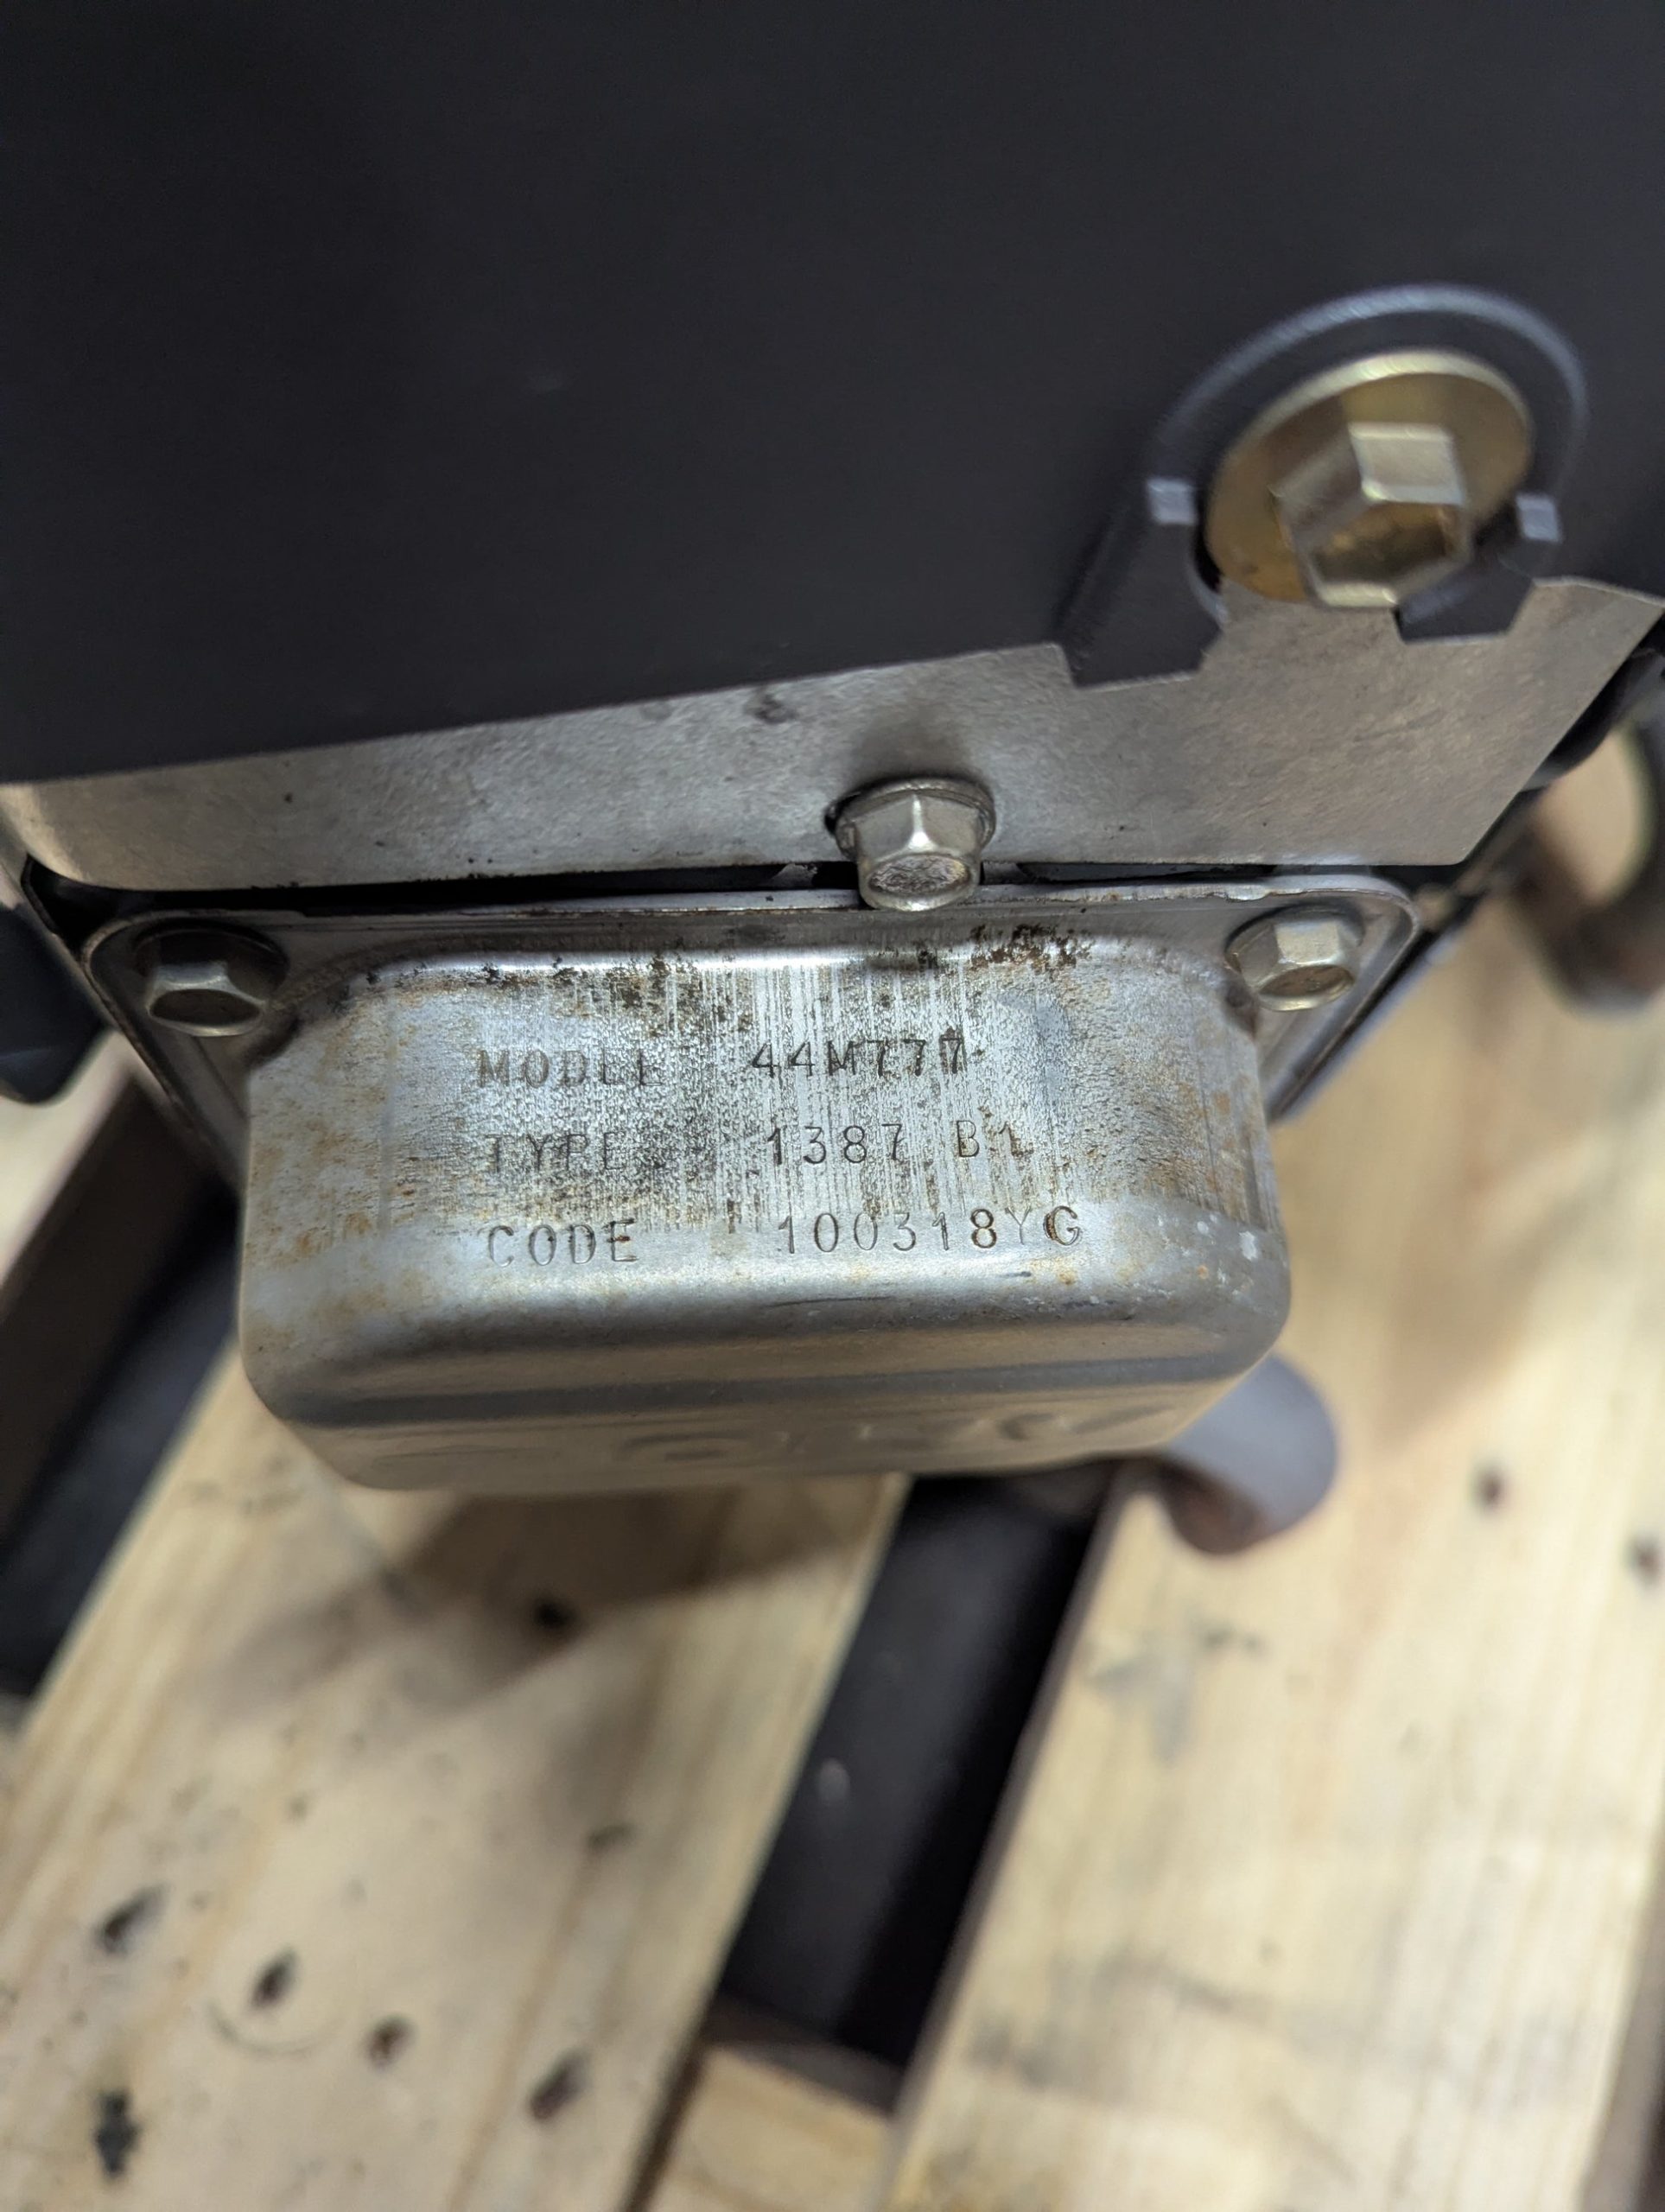 MODEL 44M777
TYPE 1387 B1
CODE 100318YG